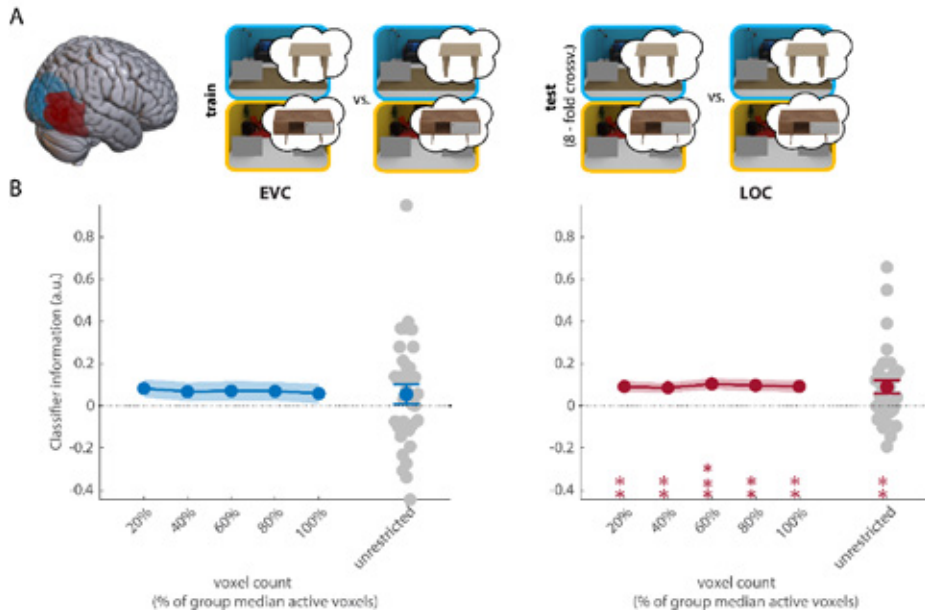 A
train
vs.
test
(8 - fold crossv.)
vs.
B
EVC
LOC
Classifier information (a.u.)
0.8
0.6
0.4
0.2
0
-0.2
-0.4
20%
40%
60%
80%
100%
unrestricted
voxel count
(% of group median active voxels)
0.8
0.6
0.4
0.2
0
-0.2
-0.4
**
**
***
**
**
**
20%
40%
60%
80%
100%
unrestricted
voxel count
(% of group median active voxels)